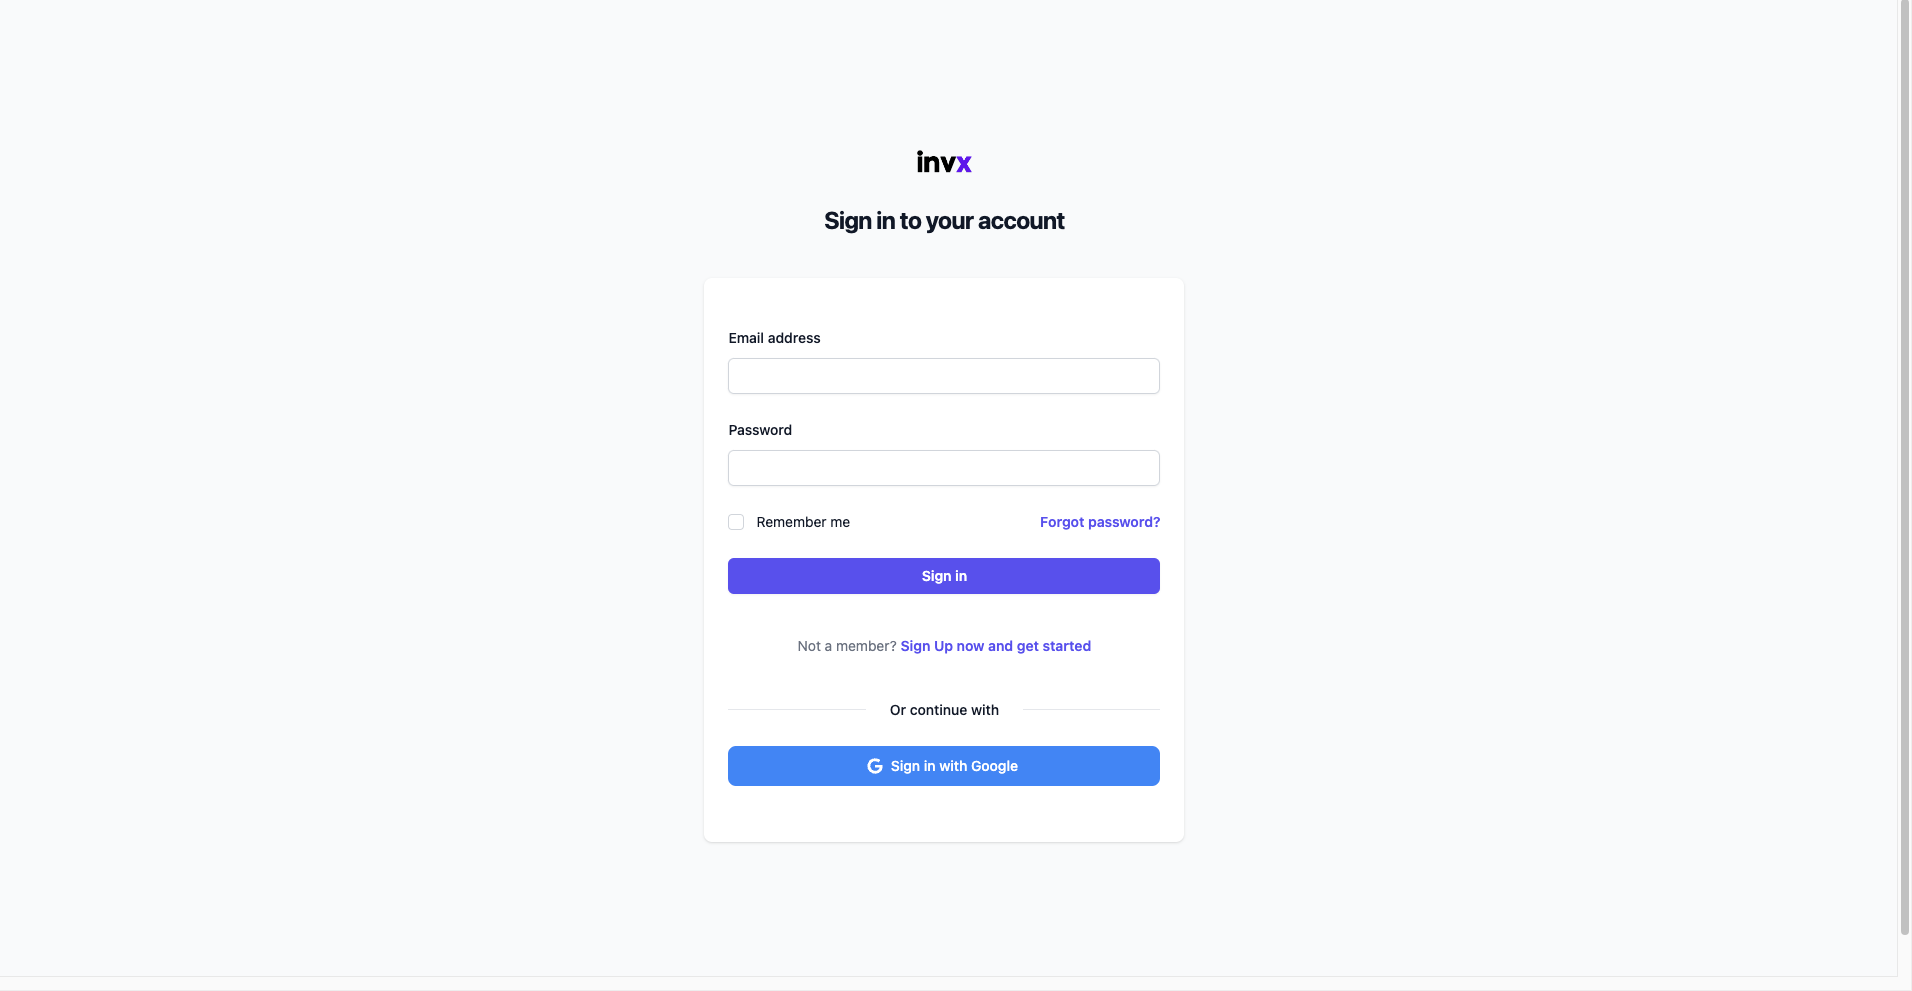 invx
Sign in to your account
Email address
Password
Remember me
Forgot password?
Sign in
Not a member? Sign Up now and get started
Or continue with
G Sign in with Google